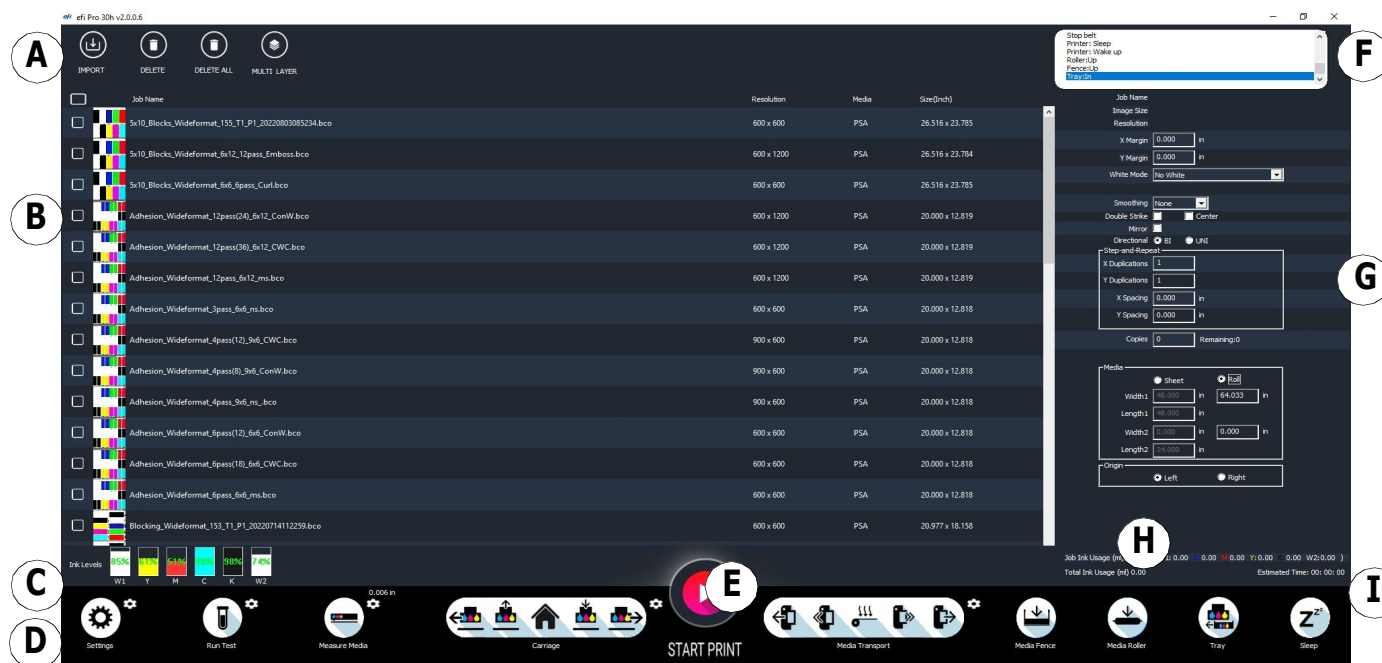 efi efi Pro 30h v2.0.0.6
A
IMPORT DELETE DELETE ALL MULTI LAYER
Stop belt
Printer: Sleep
Printer: Wake up
Roller:Up
Fence:Up
Tray:In
F
Job Name Resolution Media Size(Inch)
5x10_Blocks_Wideformat_155_T1_P1_20220803085234.bco 600 x 600 PSA 26.516 x 23.785
5x10_Blocks_Wideformat_6x12_12pass_Emboss.bco 600 x 1200 PSA 26.516 x 23.784
5x10_Blocks_Wideformat_6x6_6pass_Curl.bco 600 x 600 PSA 26.516 x 23.785
B
Adhesion_Wideformat_12pass(24)_6x12_ConW.bco 600 x 1200 PSA 20.000 x 12.819
Adhesion_Wideformat_12pass(36)_6x12_CWC.bco 600 x 1200 PSA 20.000 x 12.819
Adhesion_Wideformat_12pass_6x12_ms.bco 600 x 1200 PSA 20.000 x 12.819
Adhesion_Wideformat_3pass_6x6_ns.bco 600 x 600 PSA 20.000 x 12.818
Adhesion_Wideformat_4pass(12)_9x6_CWC.bco 900 x 600 PSA 20.000 x 12.818
Adhesion_Wideformat_4pass(8)_9x6_ConW.bco 900 x 600 PSA 20.000 x 12.818
Adhesion_Wideformat_4pass_9x6_ns_.bco 900 x 600 PSA 20.000 x 12.818
Adhesion_Wideformat_6pass(12)_6x6_ConW.bco 600 x 600 PSA 20.000 x 12.818
Adhesion_Wideformat_6pass(18)_6x6_CWC.bco 600 x 600 PSA 20.000 x 12.818
Adhesion_Wideformat_6pass_6x6_ms.bco 600 x 600 PSA 20.000 x 12.818
Blocking_Wideformat_153_T1_P1_20220714112259.bco 600 x 600 PSA 20.977 x 18.158
Job Name
Image Size
Resolution
X Margin 0.000 in
Y Margin 0.000 in
White Mode No White
Smoothing None
Double Strike Center
Mirror
Directional BI UNI
Step-and-Repeat
X Duplications 1
G
Y Duplications 1
X Spacing 0.000 in
Y Spacing 0.000 in
Copies 0 Remaining:0
Media
Sheet Roll
Width1 48.000 in 64.033 in
Length1 48.000 in
Width2 0.000 in 0.000 in
Length2 24.000 in
Origin
Left Right
H
Job Ink Usage (ml) 1: 0.00 0.00 M:0.00 Y: 0.00 0.00 W2:0.00 )
Total Ink Usage (ml) 0.00 Estimated Time: 00: 00: 00
C
Ink Levels 85% 61% 51% 98% 98% 74%
W1 Y M C K W2
E
I
0.006 in
D
Settings Run Test Measure Media Carriage START PRINT Media Transport Media Fence Media Roller Tray Sleep
Zzz